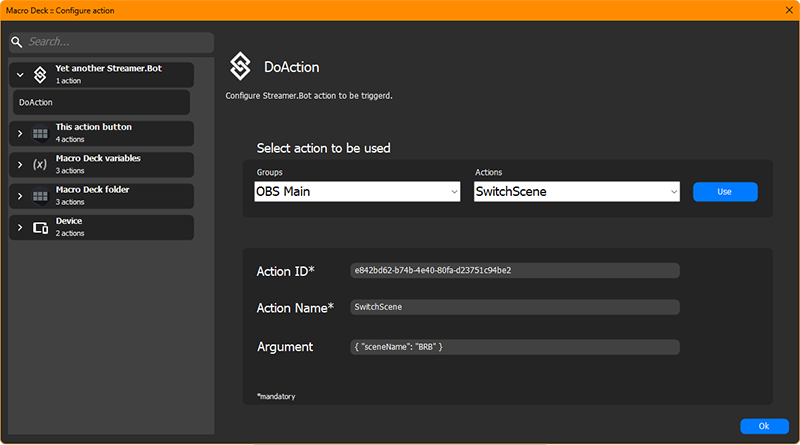 Macro Deck :: Configure action
Search...
Yet another Streamer.Bot
1 action
DoAction
This action button
4 actions
(x)
Macro Deck variables
3 actions
Macro Deck folder
3 actions
Device
2 actions
DoAction
Configure Streamer.Bot action to be triggerd.
Select action to be used
Groups
Actions
OBS Main
SwitchScene
Use
Action ID*
e842bd62-b74b-4e40-80fa-d23751c94be2
Action Name*
SwitchScene
Argument
{ "sceneName": "BRB" }
*mandatory
Ok